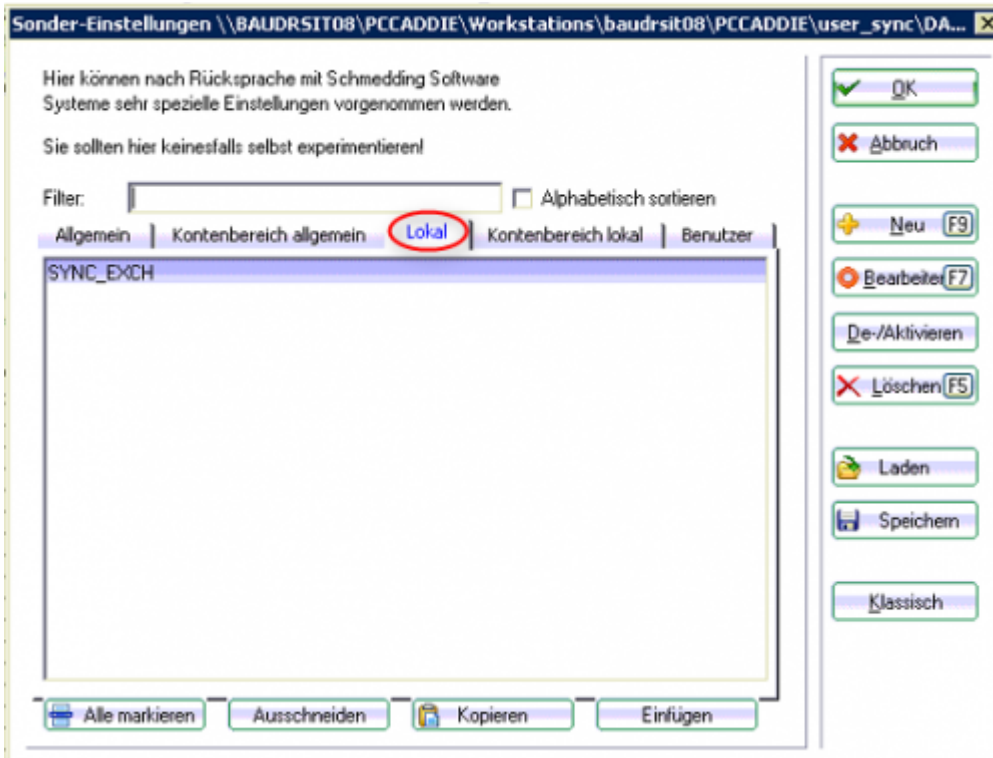 Sonder-Einstellungen \\BAUDRSIT08\PCCADDIE\Workstations\baudrsit08\PCCADDIE\user_sync\DA...
Hier können nach Rücksprache mit Schmedding Software
Systeme sehr spezielle Einstellungen vorgenommen werden.
Sie sollten hier keinesfalls selbst experimentieren!
Filter:
Alphabetisch sortieren
Allgemein
Kontenbereich allgemein
Lokal
Kontenbereich lokal
Benutzer
SYNC_EXCH
Alle markieren
Ausschneiden
Kopieren
Einfügen
OK
Abbruch
Neu F9
Bearbeiten F7
De-/Aktivieren
Löschen F5
Laden
Speichern
Klassisch